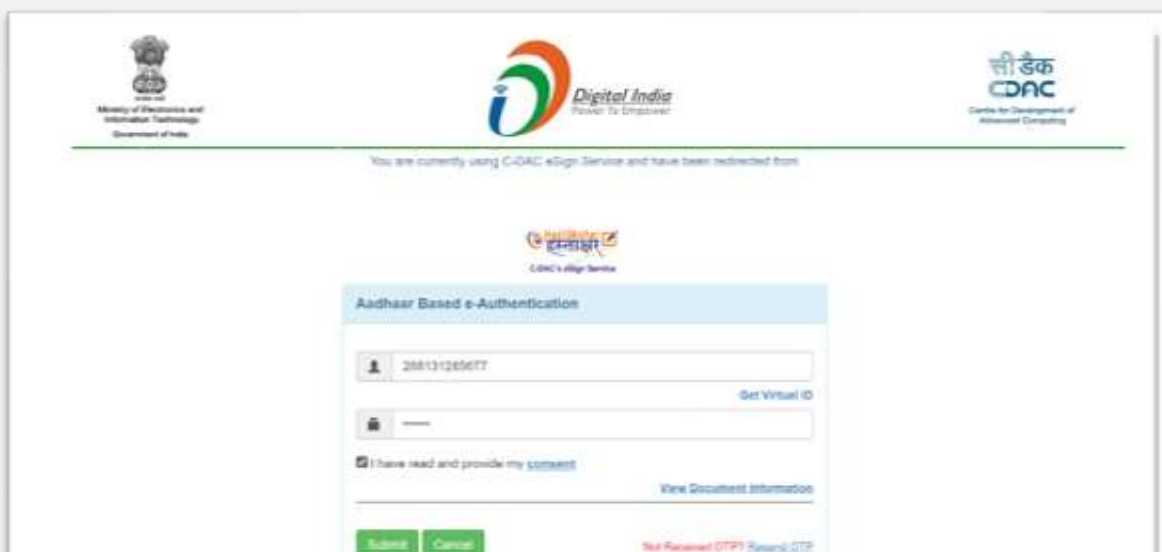 Ministry of Electronics and
Information Technology
Government of India
Digital India
Power To Empower
सी डैक
CDAC
Centre for Development of
Advanced Computing
You are currently using C-DAC eSign Service and have been redirected from
हस्ताक्षर
C-DAC's eSign Service
Aadhaar Based e-Authentication
Get Virtual ID
I have read and provide my consent
View Document Information
Submit Cancel
Not Received OTP? Resend OTP